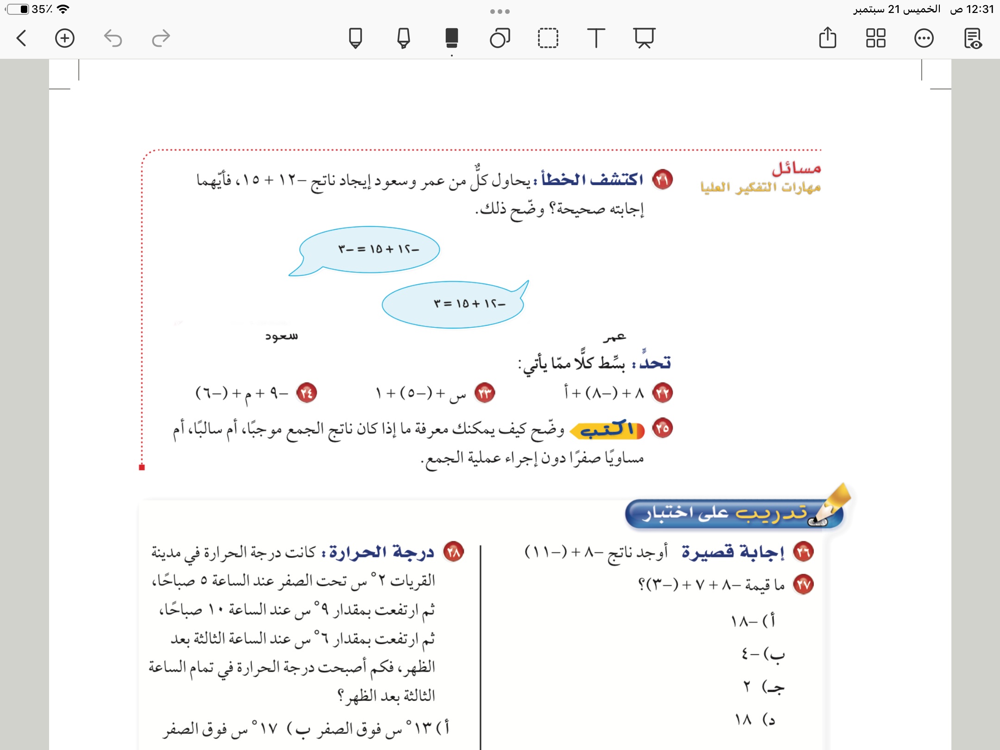 12:31 ص الخميس 21 سبتمبر
35٪
مسائل
مهارات التفكير العليا
٢١ اكتشف الخطأ: يحاول كلٌّ من عمر وسعود إيجاد ناتج –١٢ + ١٥، فأيّهما
إجابته صحيحة؟ وضّح ذلك.
–١٢ + ١٥ = –٣
–١٢ + ١٥ = ٣
عمر
سعود
تحدٍّ: بسِّط كلًّا ممّا يأتي:
٢٢ ٨ + (–٨) + أ
٢٣ س + (–٥) + ١
٢٤ –٩ + م + (–٦)
٢٥ اكتب وضّح كيف يمكنك معرفة ما إذا كان ناتج الجمع موجبًا، أم سالبًا، أم
مساويًا صفرًا دون إجراء عملية الجمع.
تدريب على اختبار
٢٦ إجابة قصيرة أوجد ناتج –٨ + (–١١)
٢٧ ما قيمة –٨ + ٧ + (–٣)؟
أ) –١٨
ب) –٤
جـ) ٢
د) ١٨
٢٨ درجة الحرارة: كانت درجة الحرارة في مدينة
القريات ٢° س تحت الصفر عند الساعة ٥ صباحًا،
ثم ارتفعت بمقدار ٩° س عند الساعة ١٠ صباحًا،
ثم ارتفعت بمقدار ٦° س عند الساعة الثالثة بعد
الظهر، فكم أصبحت درجة الحرارة في تمام الساعة
الثالثة بعد الظهر؟
أ) ١٣° س فوق الصفر ب) ١٧° س فوق الصفر